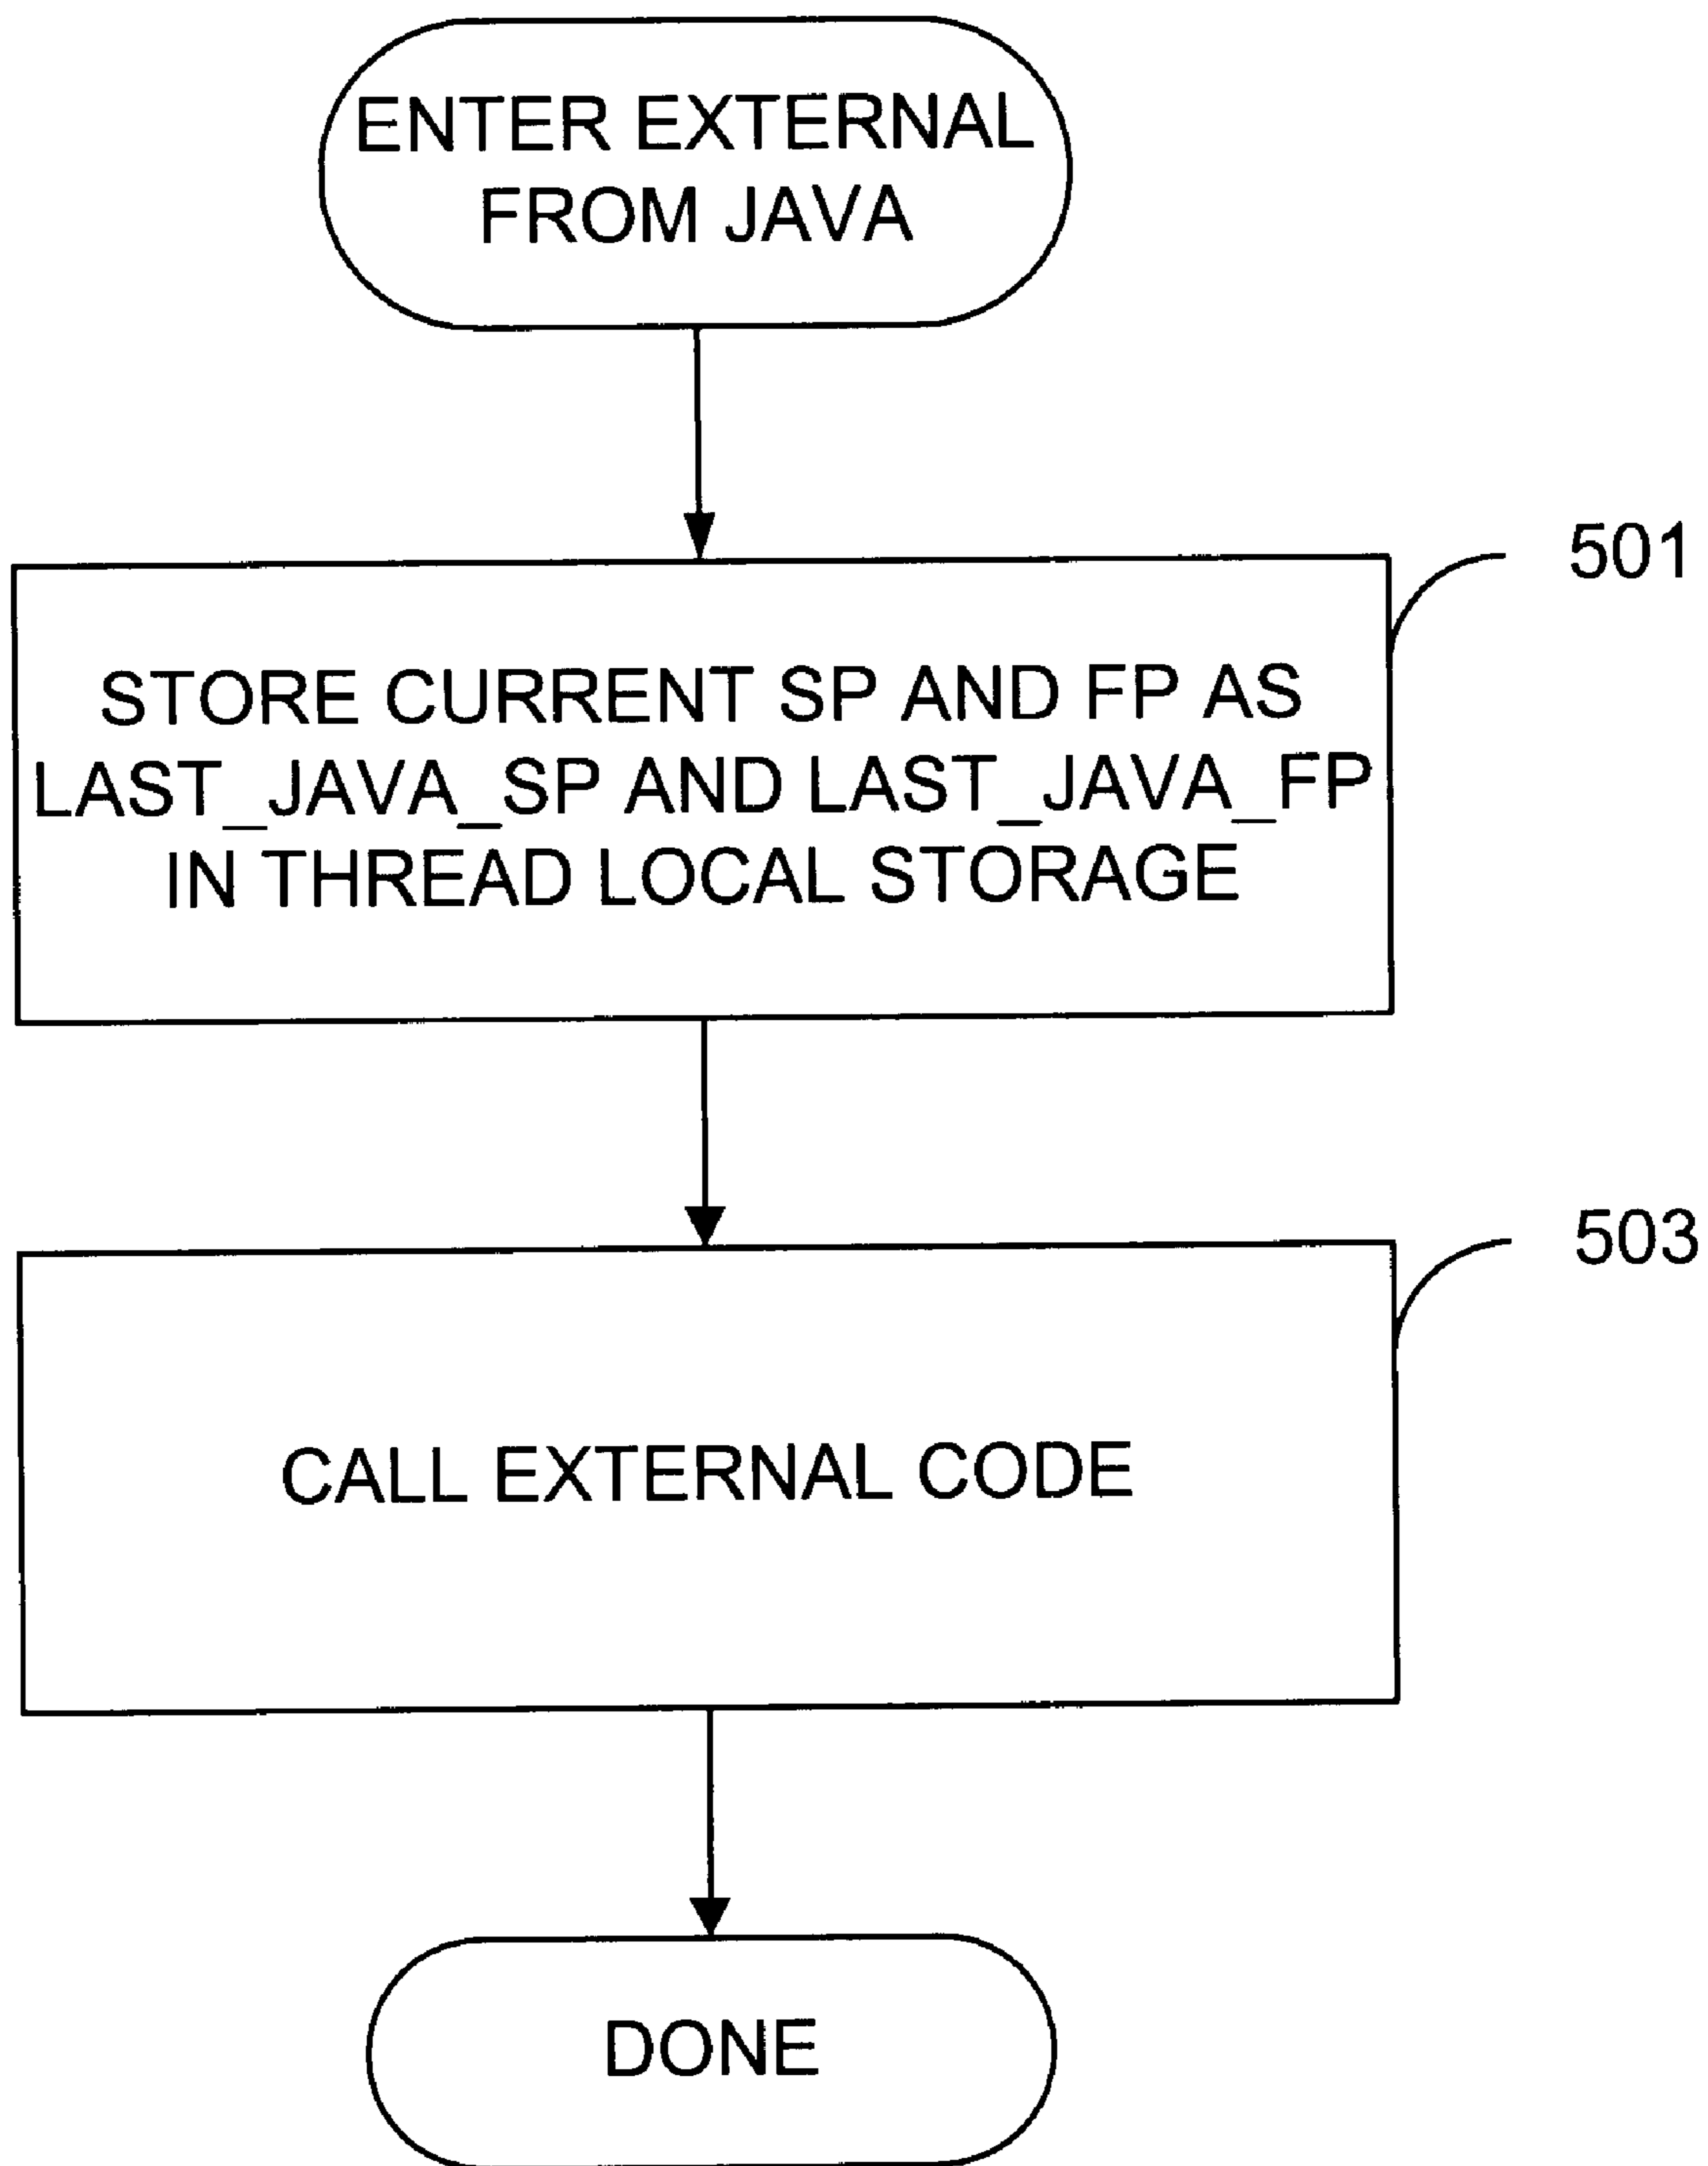 ENTER EXTERNAL
FROM JAVA
501
STORE CURRENT SP AND FP AS
LAST_JAVA_SP AND LAST_JAVA_FP
IN THREAD LOCAL STORAGE
503
CALL EXTERNAL CODE
DONE